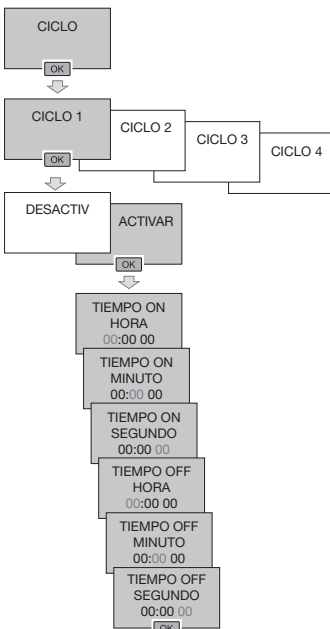 CICLO
OK
CICLO 1
CICLO 2
CICLO 3
CICLO 4
OK
DESACTIV
ACTIVAR
OK
TIEMPO ON
HORA
00:00 00
TIEMPO ON
MINUTO
00:00 00
TIEMPO ON
SEGUNDO
00:00 00
TIEMPO OFF
HORA
00:00 00
TIEMPO OFF
MINUTO
00:00 00
TIEMPO OFF
SEGUNDO
00:00 00
OK